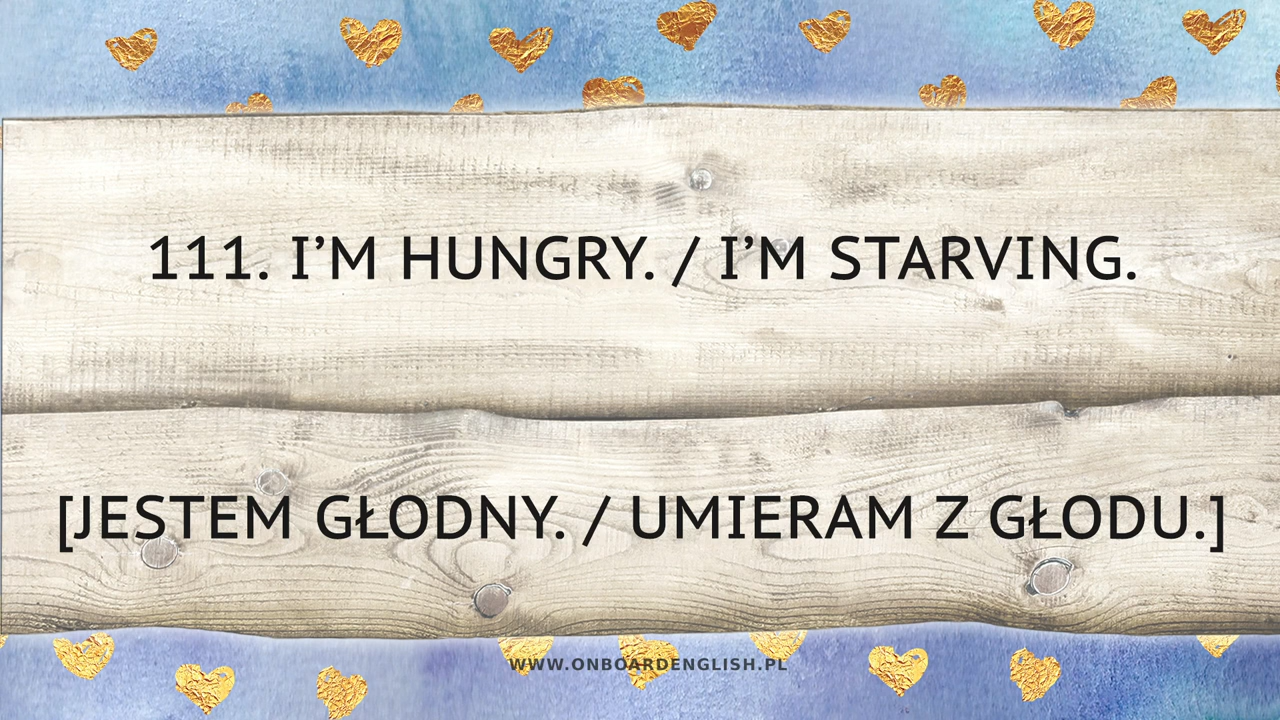 111. I’M HUNGRY. / I’M STARVING.
[JESTEM GŁODNY. / UMIERAM Z GŁODU.]
WWW.ONBOARDENGLISH.PL